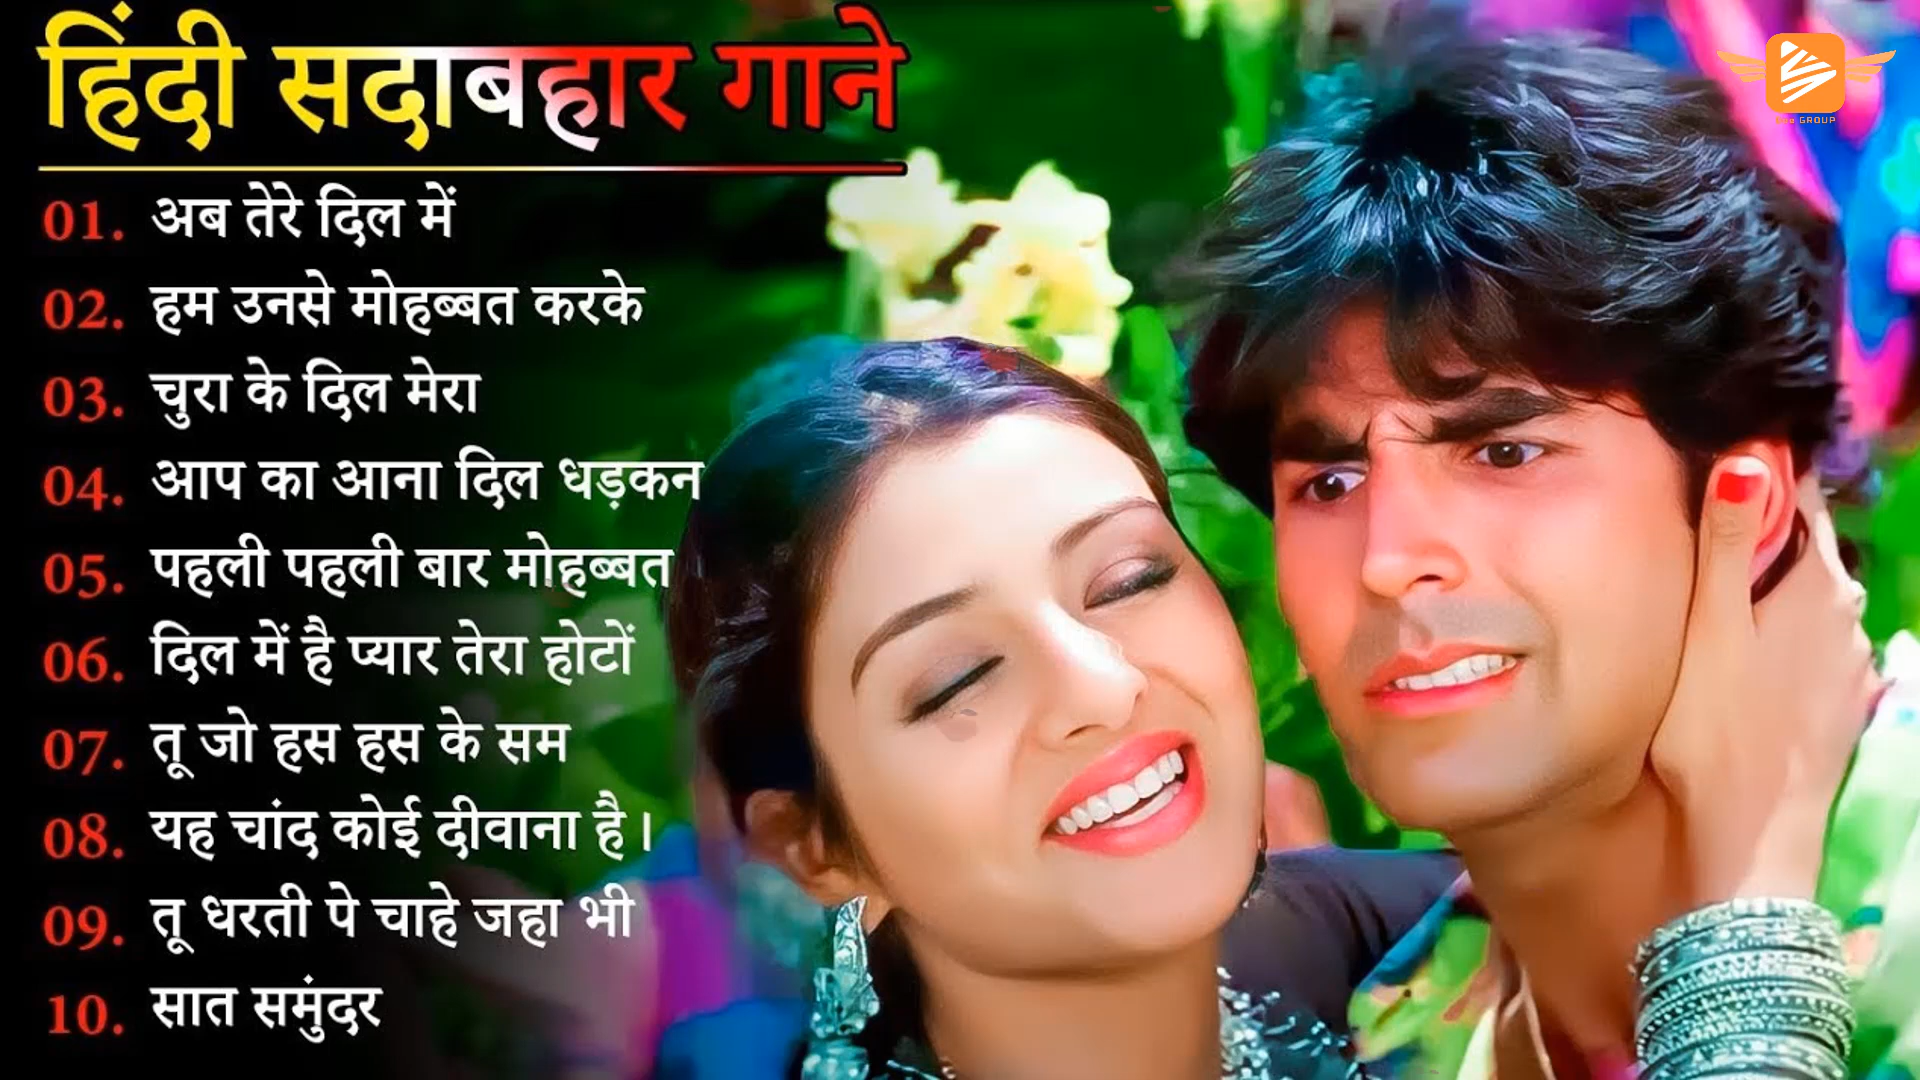 हिंदी सदाबहार गाने
01. अब तेरे दिल में
02. हम उनसे मोहब्बत करके
03. चुरा के दिल मेरा
04. आप का आना दिल धड़कन
05. पहली पहली बार मोहब्बत
06. दिल में है प्यार तेरा होटों
07. तू जो हस हस के सम
08. यह चांद कोई दीवाना है।
09. तू धरती पे चाहे जहा भी
10. सात समुंदर
GROUP